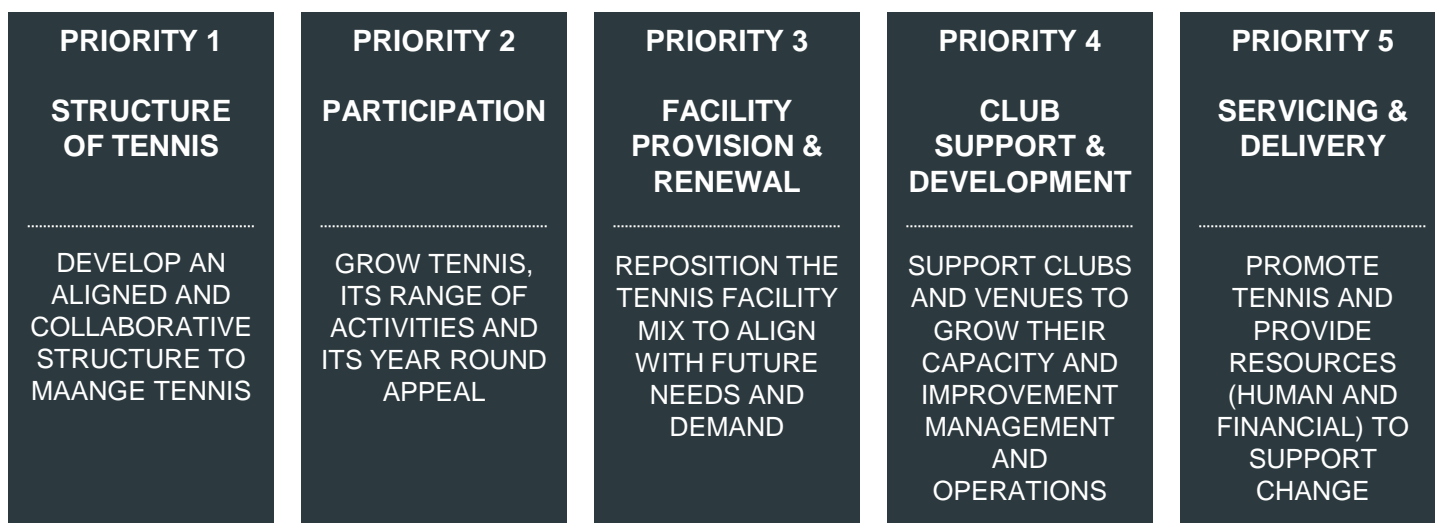 PRIORITY 1
STRUCTURE
OF TENNIS
DEVELOP AN
ALIGNED AND
COLLABORATIVE
STRUCTURE TO
MAANGE TENNIS
PRIORITY 2
PARTICIPATION
GROW TENNIS,
ITS RANGE OF
ACTIVITIES AND
ITS YEAR ROUND
APPEAL
PRIORITY 3
FACILITY
PROVISION &
RENEWAL
REPOSITION THE
TENNIS FACILITY
MIX TO ALIGN
WITH FUTURE
NEEDS AND
DEMAND
PRIORITY 4
CLUB
SUPPORT &
DEVELOPMENT
SUPPORT CLUBS
AND VENUES TO
GROW THEIR
CAPACITY AND
IMPROVEMENT
MANAGEMENT
AND
OPERATIONS
PRIORITY 5
SERVICING &
DELIVERY
PROMOTE
TENNIS AND
PROVIDE
RESOURCES
(HUMAN AND
FINANCIAL) TO
SUPPORT
CHANGE